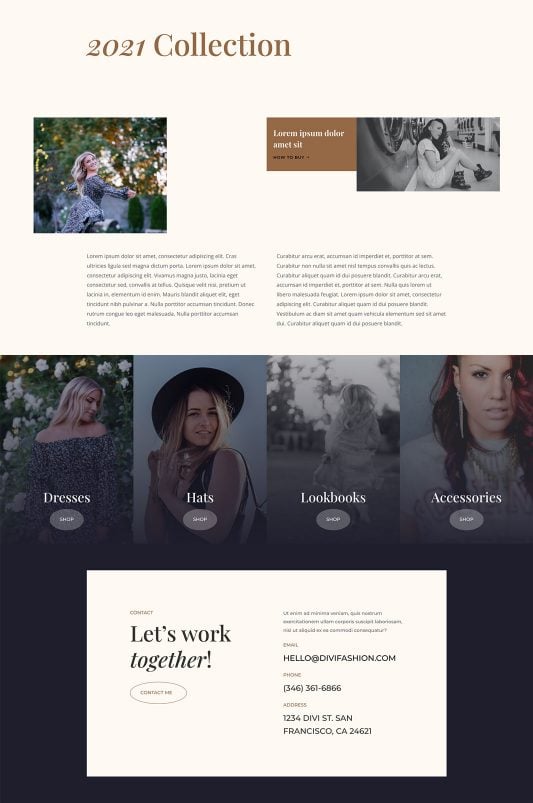 2021 Collection
Lorem ipsum dolor
amet sit
HOW TO BUY →
Lorem ipsum dolor sit amet, consectetur adipiscing elit. Cras
ultricies ligula sed magna dictum porta. Lorem ipsum dolor sit amet,
consectetur adipiscing elit. Vivamus magna justo, lacinia eget
consectetur sed, convallis at tellus. Quisque velit nisi, pretium ut
lacinia in, elementum id enim. Mauris blandit aliquet elit, eget
tincidunt nibh pulvinar a. Nulla porttitor accumsan tincidunt. Donec
rutrum congue leo eget malesuada. Nulla porttitor accumsan
tincidunt.
Curabitur arcu erat, accumsan id imperdiet et, porttitor at sem.
Curabitur non nulla sit amet nisl tempus convallis quis ac lectus.
Curabitur aliquet quam id dui posuere blandit. Curabitur arcu erat,
accumsan id imperdiet et, porttitor at sem. Nulla quis lorem ut
libero malesuada feugiat. Lorem ipsum dolor sit amet, consectetur
adipiscing elit. Curabitur aliquet quam id dui posuere blandit.
Vestibulum ac diam sit amet quam vehicula elementum sed sit amet
dui. Curabitur aliquet quam id dui posuere blandit.
Dresses
SHOP
Hats
SHOP
Lookbooks
SHOP
Accessories
SHOP
CONTACT
Let's work
together!
CONTACT ME
Ut enim ad minima veniam, quis nostrum
exercitationem ullam corporis suscipit laboriosam,
nisi ut aliquid ex ea commodi consequatur?
EMAIL
HELLO@DIVIFASHION.COM
PHONE
(346) 361-6866
ADDRESS
1234 DIVI ST. SAN
FRANCISCO, CA 24621